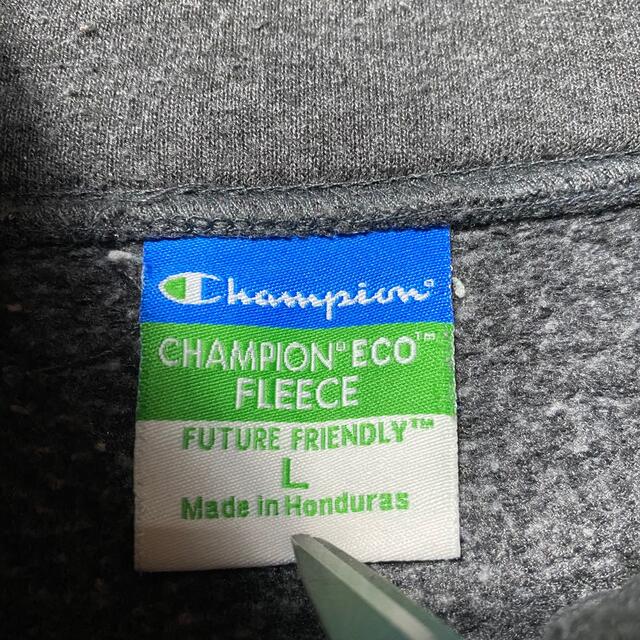 Champion®
CHAMPION® ECO™
FLEECE
FUTURE FRIENDLY™
L
Made in Honduras